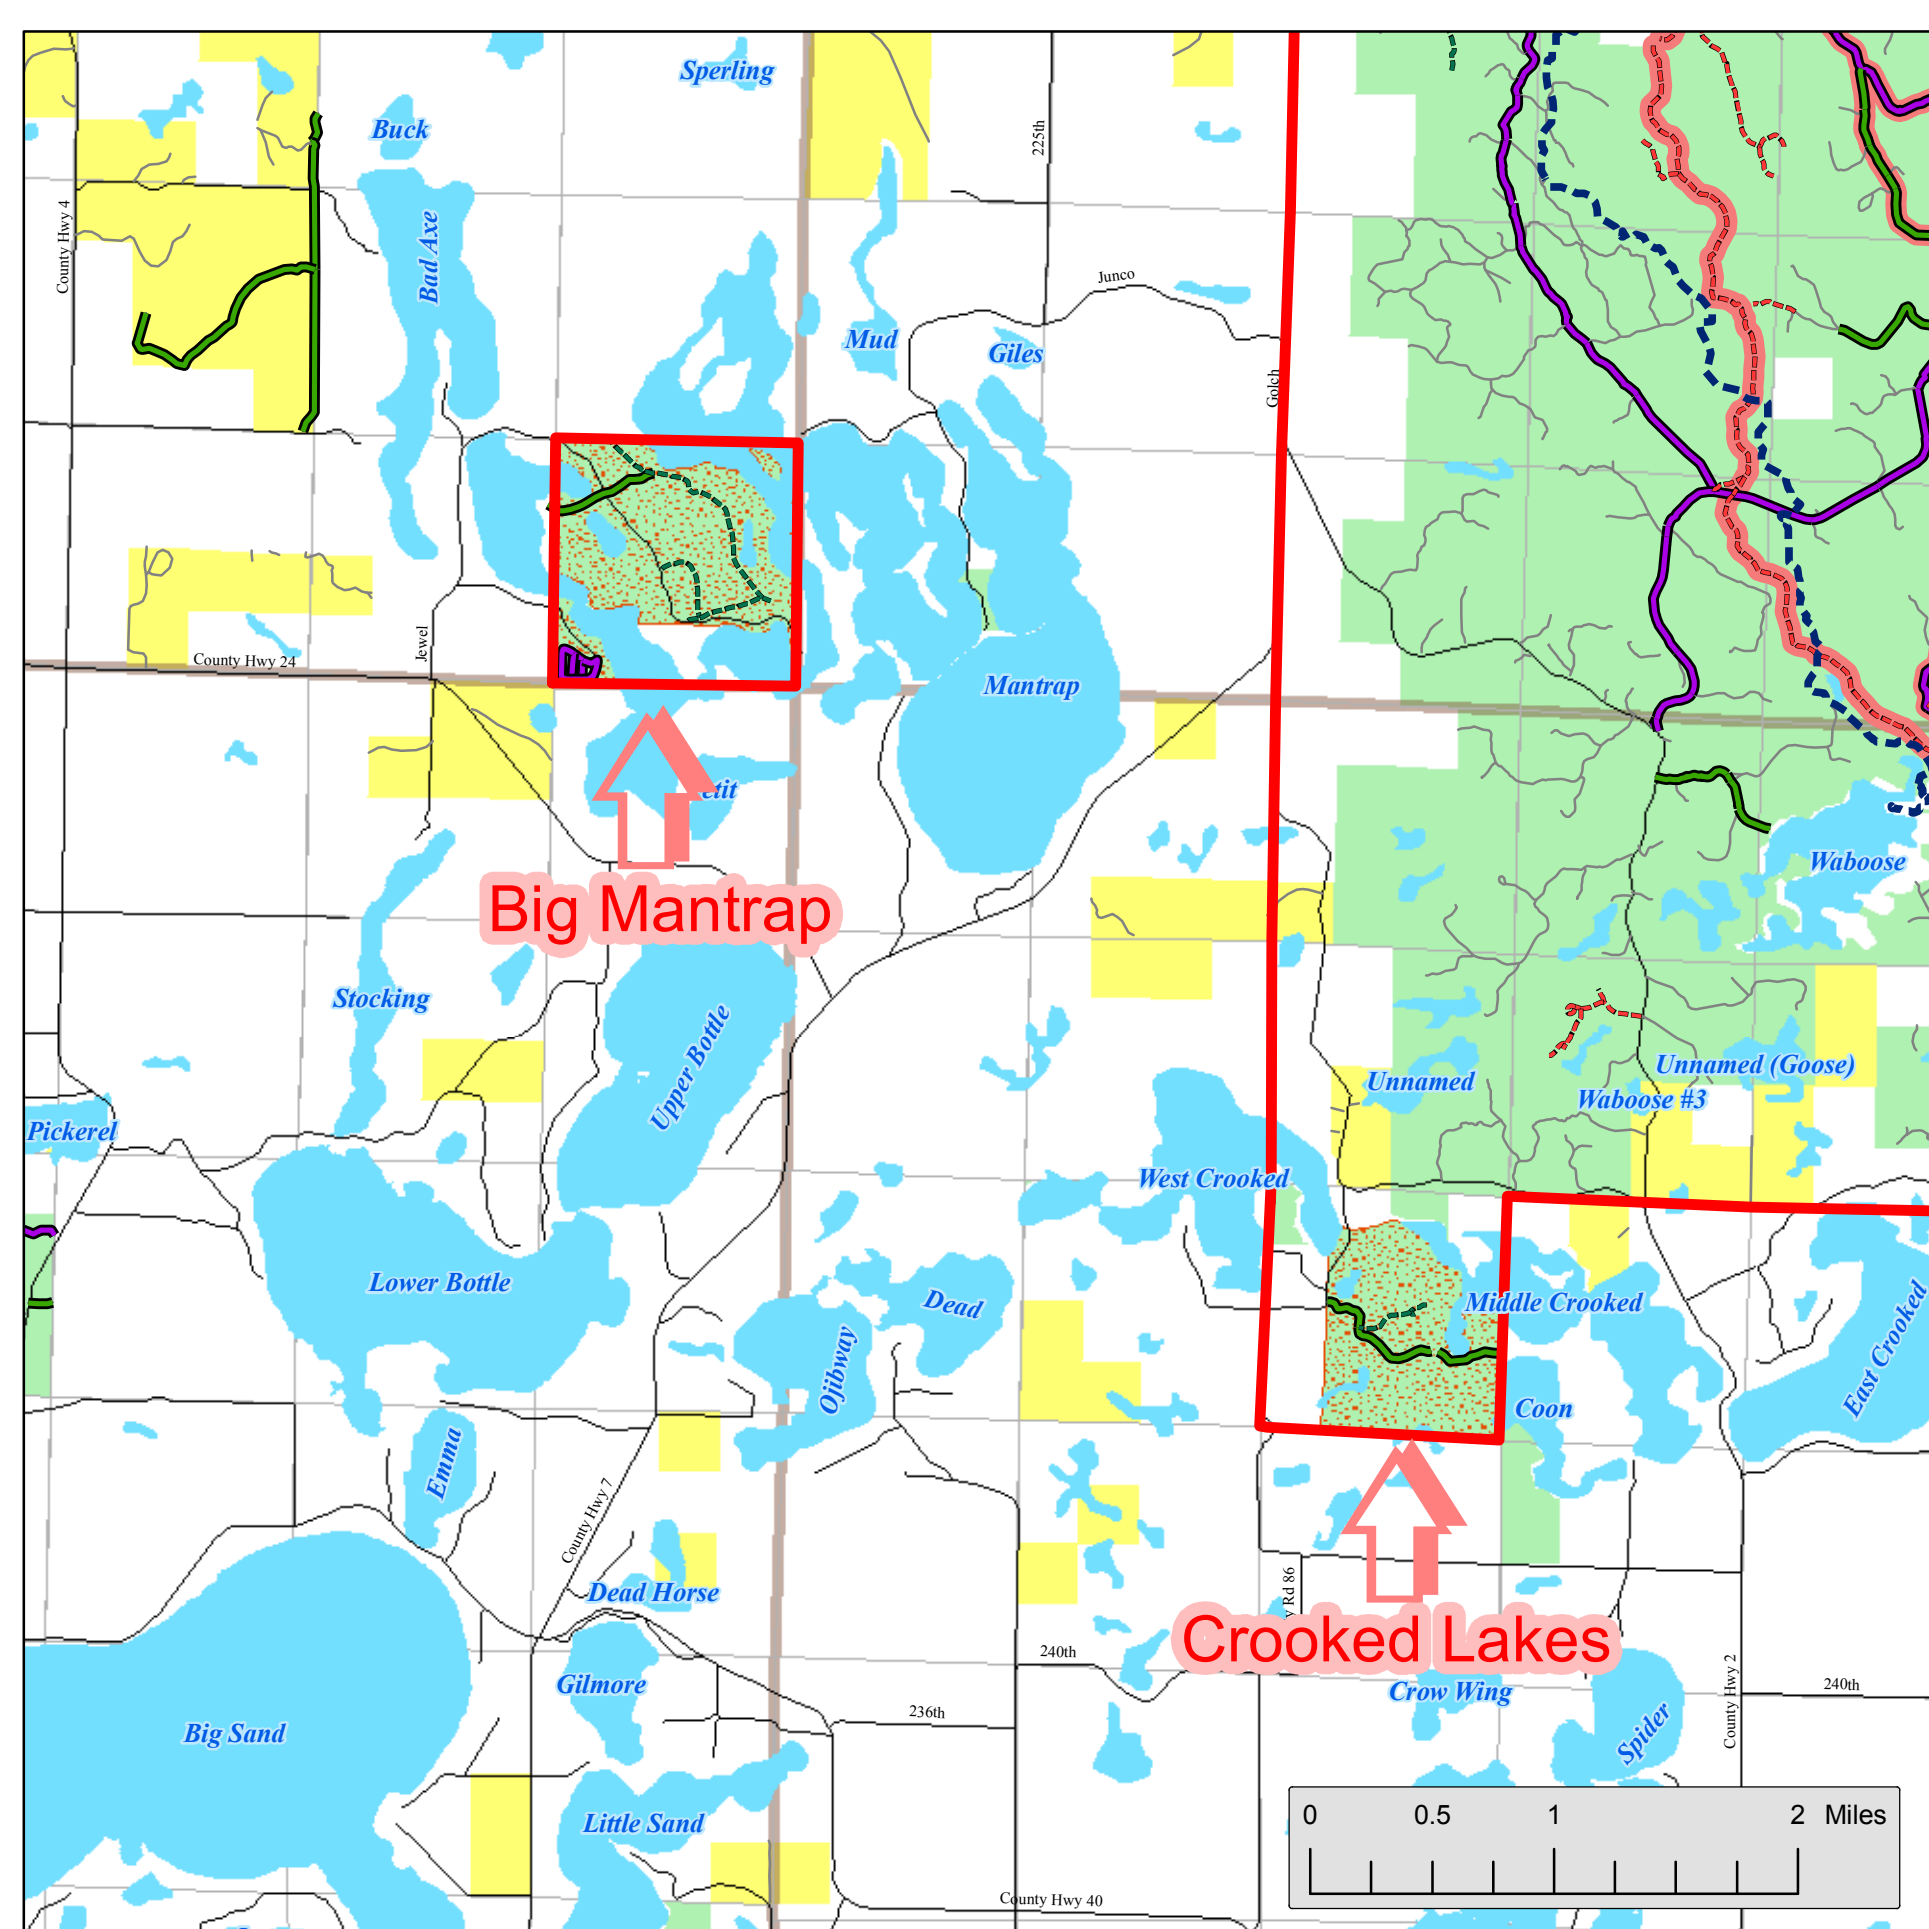 Sperling
Buck
225th
County Hwy 4
Bad Axe
Junco
Mud
Giles
Golch
Jewel
County Hwy 24
Mantrap
etit
Waboose
Big Mantrap
Stocking
Upper Bottle
Unnamed (Goose)
Unnamed
Waboose #3
Pickerel
West Crooked
Lower Bottle
Dead
Middle Crooked
East Crooked
Ojibway
Coon
Emma
County Hwy 7
Dead Horse
y Rd 86
Crooked Lakes
240th
Gilmore
Crow Wing
240th
County Hwy 2
236th
Big Sand
Spider
Little Sand
0 0.5 1 2 Miles
County Hwy 40